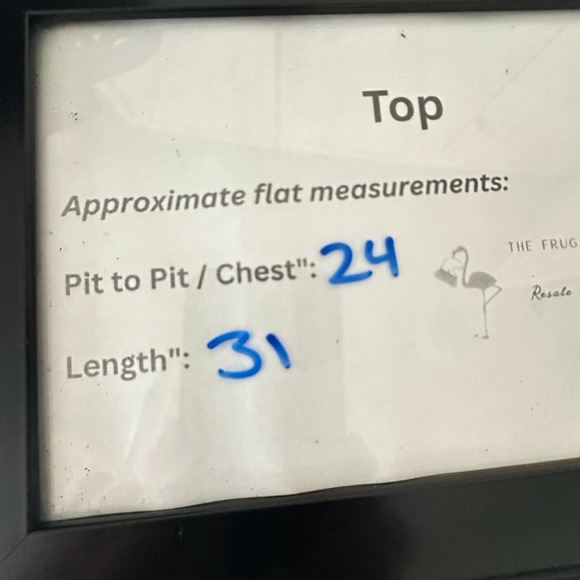 Top
Approximate flat measurements:
Pit to Pit / Chest": 24
THE FRUG
Resale
Length": 31